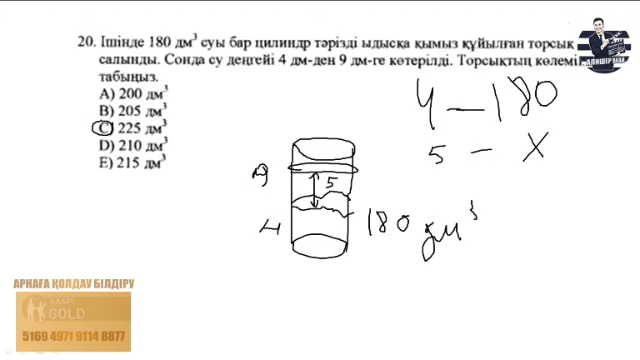 20. Ішінде 180 дм³ суы бар цилиндр тәрізді ыдысқа қымыз құйылған торсық
салынды. Сонда су деңгейі 4 дм-ден 9 дм-ге көтерілді. Торсықтың көлемін
табыңыз.
A) 200 дм³
B) 205 дм³
C) 225 дм³
D) 210 дм³
E) 215 дм³
4 — 180
5 — X
9
5
4
180 дм³
АРНАҒА ҚОЛДАУ БІЛДІРУ
KASPI
GOLD
5169 4971 9114 8877